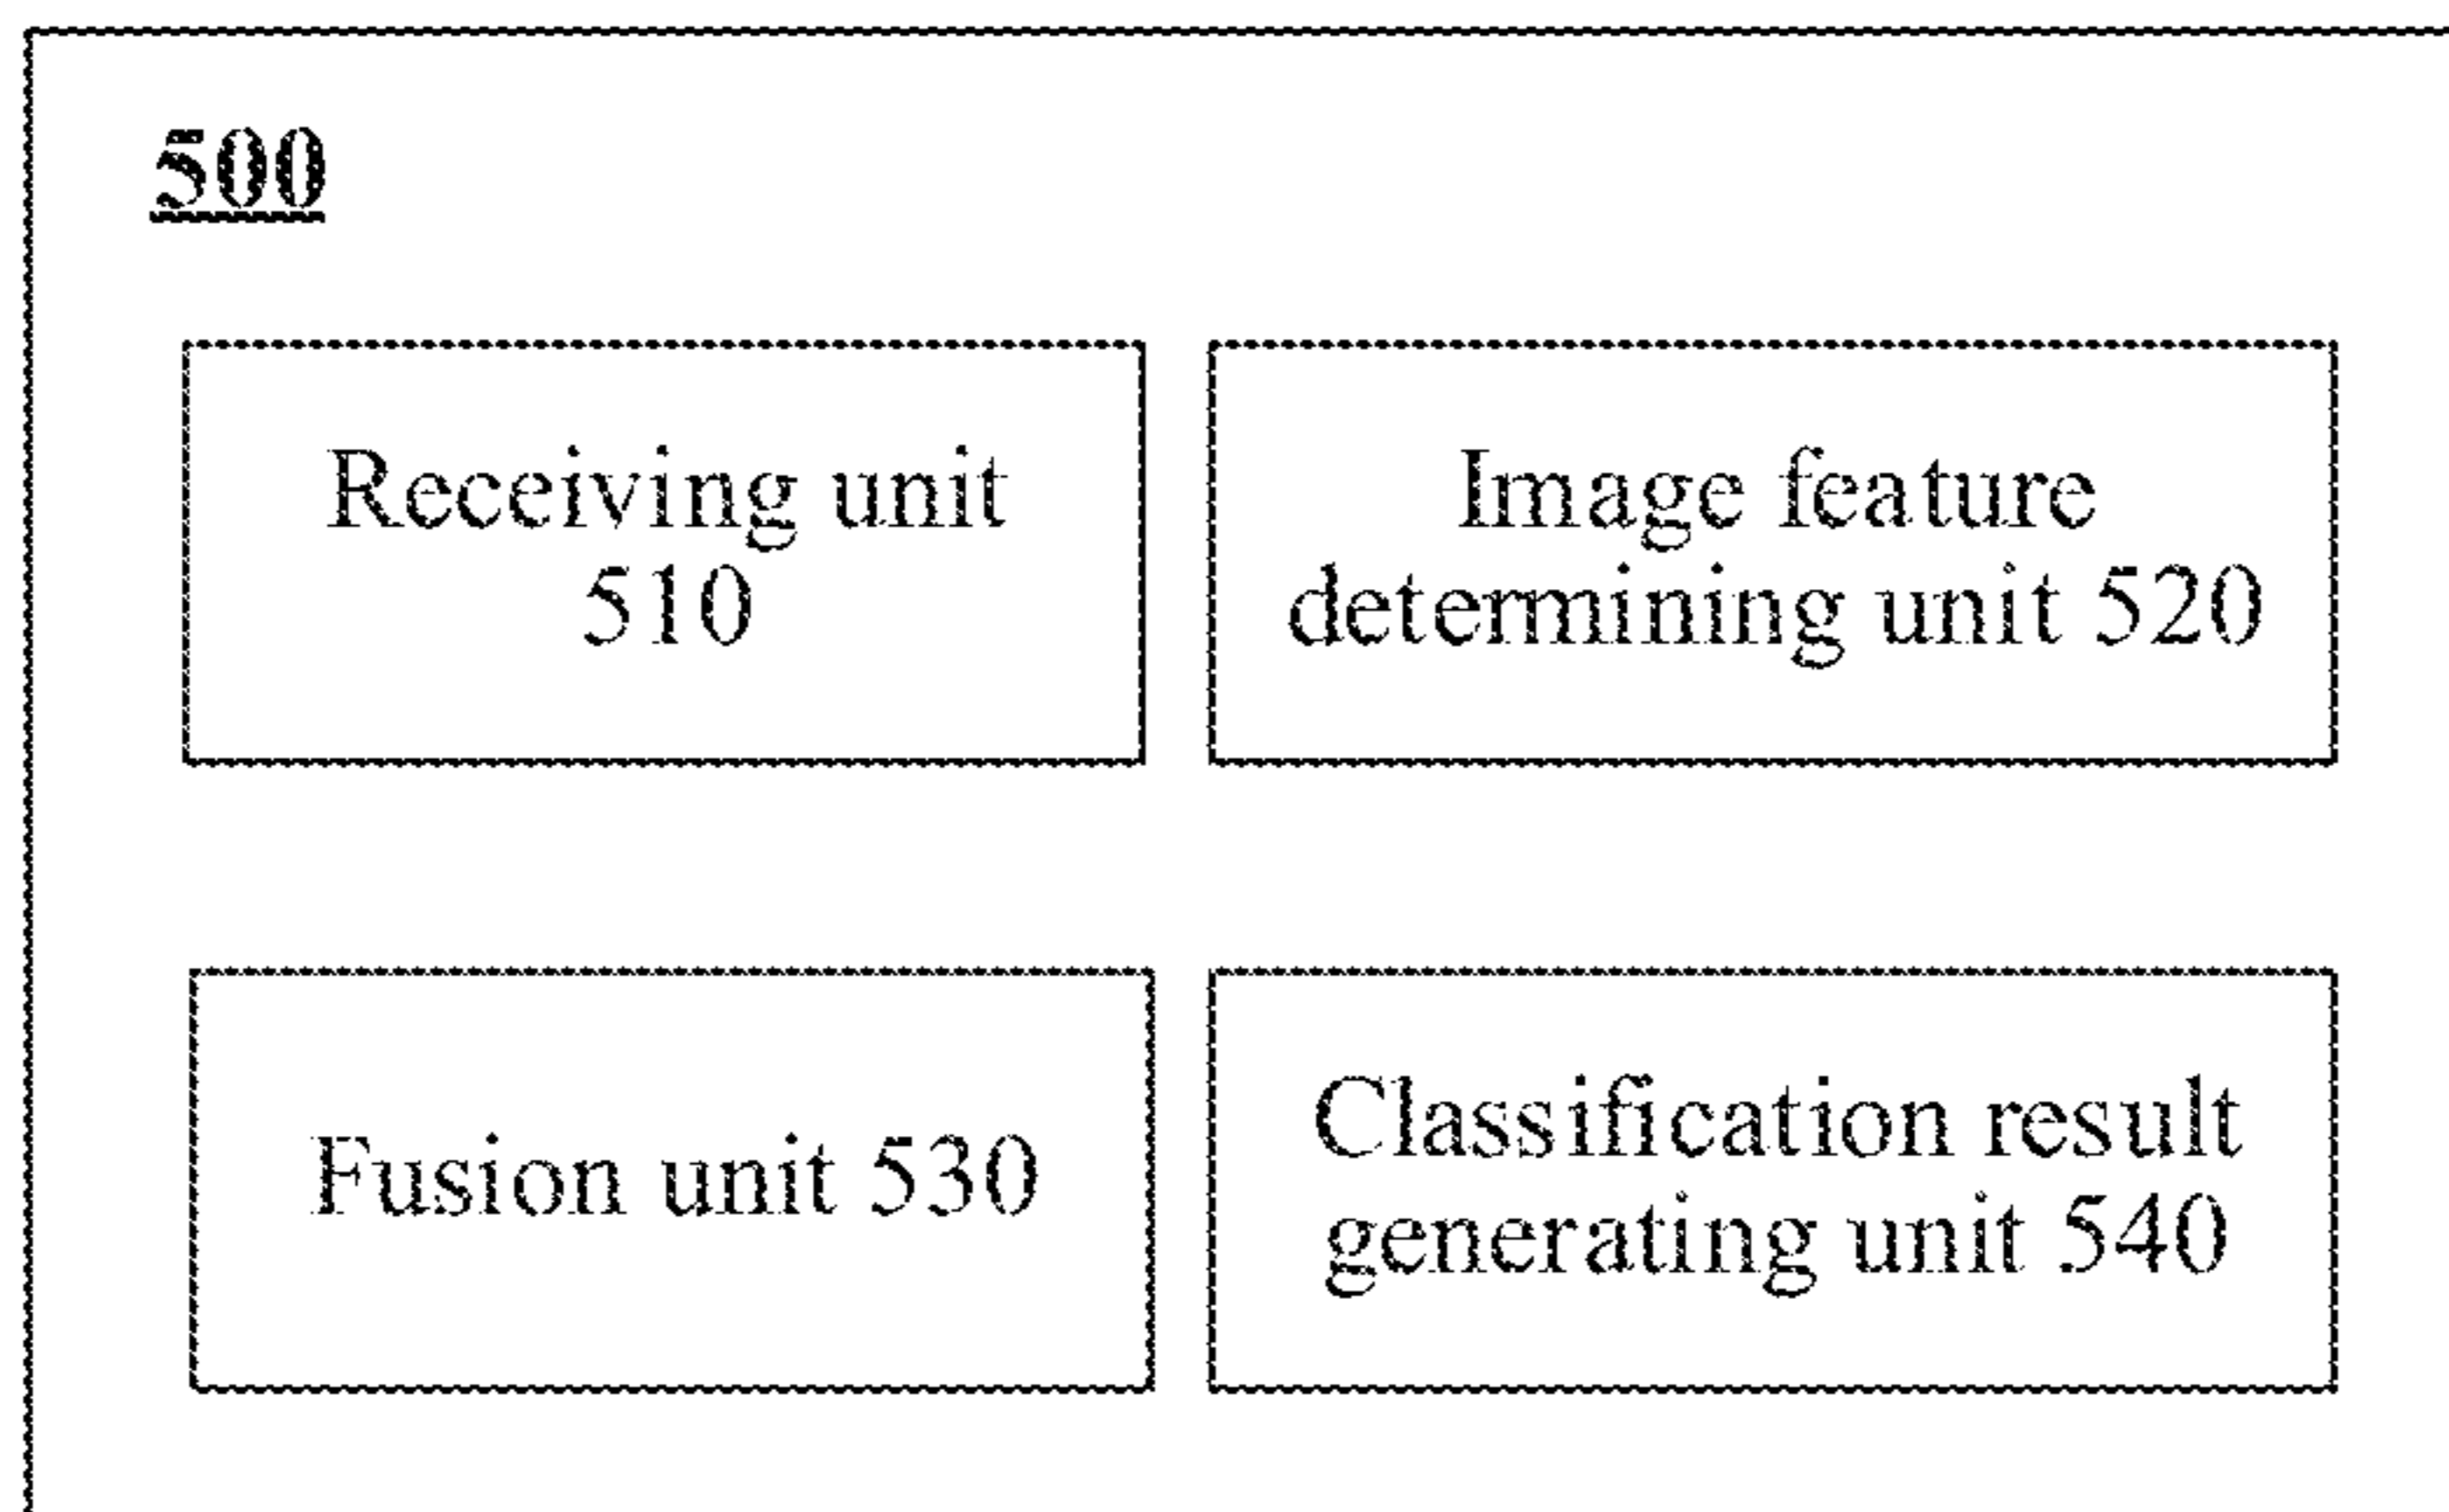 500
Receiving unit
510
Image feature
determining unit 520
Fusion unit 530
Classification result
generating unit 540